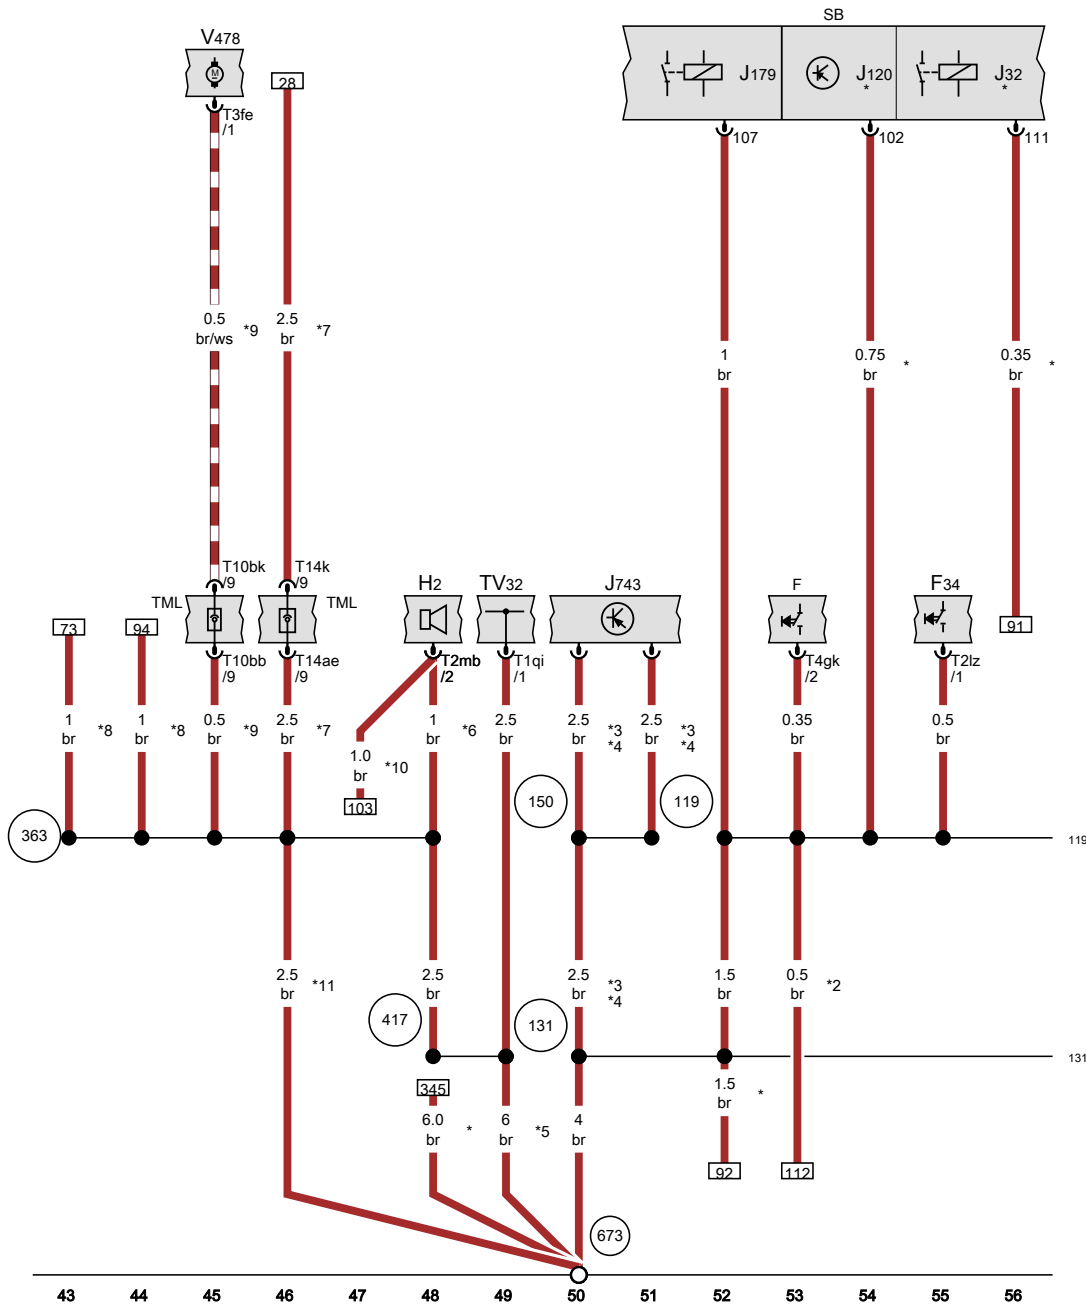 SB
V478
28
J179
J120
*
J32
*
T3fe
/1
107
102
111
0.5
br/ws
*9
2.5
br
*7
1
br
0.75
br
*
0.35
br
*
T10bk
/9
T14k
/9
H2
TV32
J743
F
F34
TML
TML
73
94
91
T10bb
/9
T14ae
/9
T2mb
/2
T1qi
/1
T4gk
/2
T2lz
/1
1
br
*8
1
br
*8
0.5
br
*9
2.5
br
*7
1
br
*6
2.5
br
2.5
br
*3
*4
2.5
br
*3
*4
0.35
br
0.5
br
1.0
br
*10
103
150
119
363
119
2.5
br
*11
2.5
br
2.5
br
*3
*4
1.5
br
0.5
br
*2
417
131
131
345
6.0
br
*
6
br
*5
4
br
1.5
br
*
92
112
673
43 44 45 46 47 48 49 50 51 52 53 54 55 56